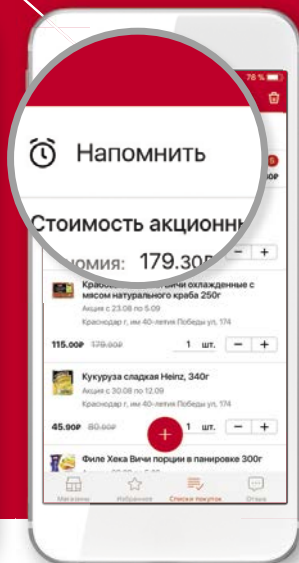 76 %
Напомнить
Стоимость акционн
номия: 179.30₽
Вичи охлажденные с
мясом натурального краба 250г
Акция с 23.08 по 5.09
Краснодар г, им 40-летия Победы ул, 174
115.00₽ 179.00₽ 1 шт. − +
Кукуруза сладкая Heinz, 340г
Акция с 30.08 по 12.09
Краснодар г, им 40-летия Победы ул, 174
45.90₽ 80.00₽ 1 шт. − +
+
Филе Хека Вичи порции в панировке 300г
Магазины Избранное Списки покупок Отзыв